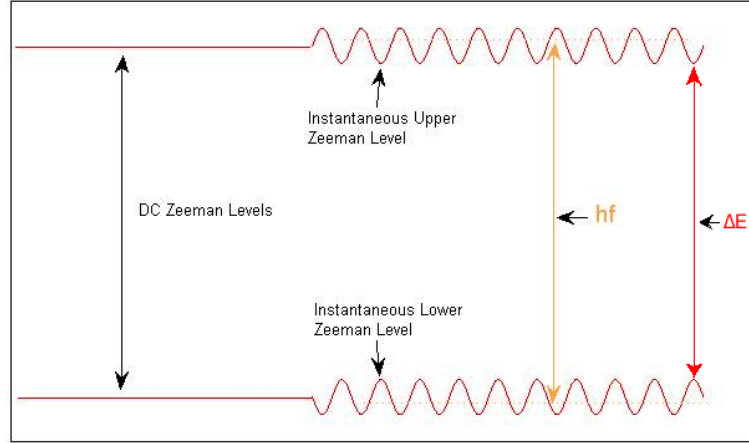 Instantaneous Upper
Zeeman Level
DC Zeeman Levels
hf
ΔE
Instantaneous Lower
Zeeman Level